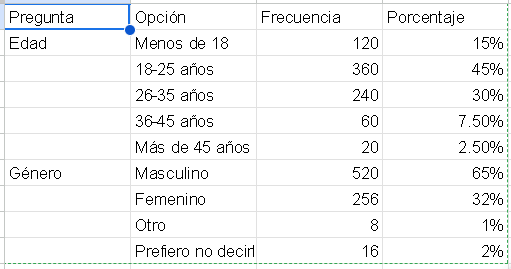 Pregunta Opción Frecuencia Porcentaje
Edad Menos de 18 120 15%
18-25 años 360 45%
26-35 años 240 30%
36-45 años 60 7.50%
Más de 45 años 20 2.50%
Género Masculino 520 65%
Femenino 256 32%
Otro 8 1%
Prefiero no decirl 16 2%